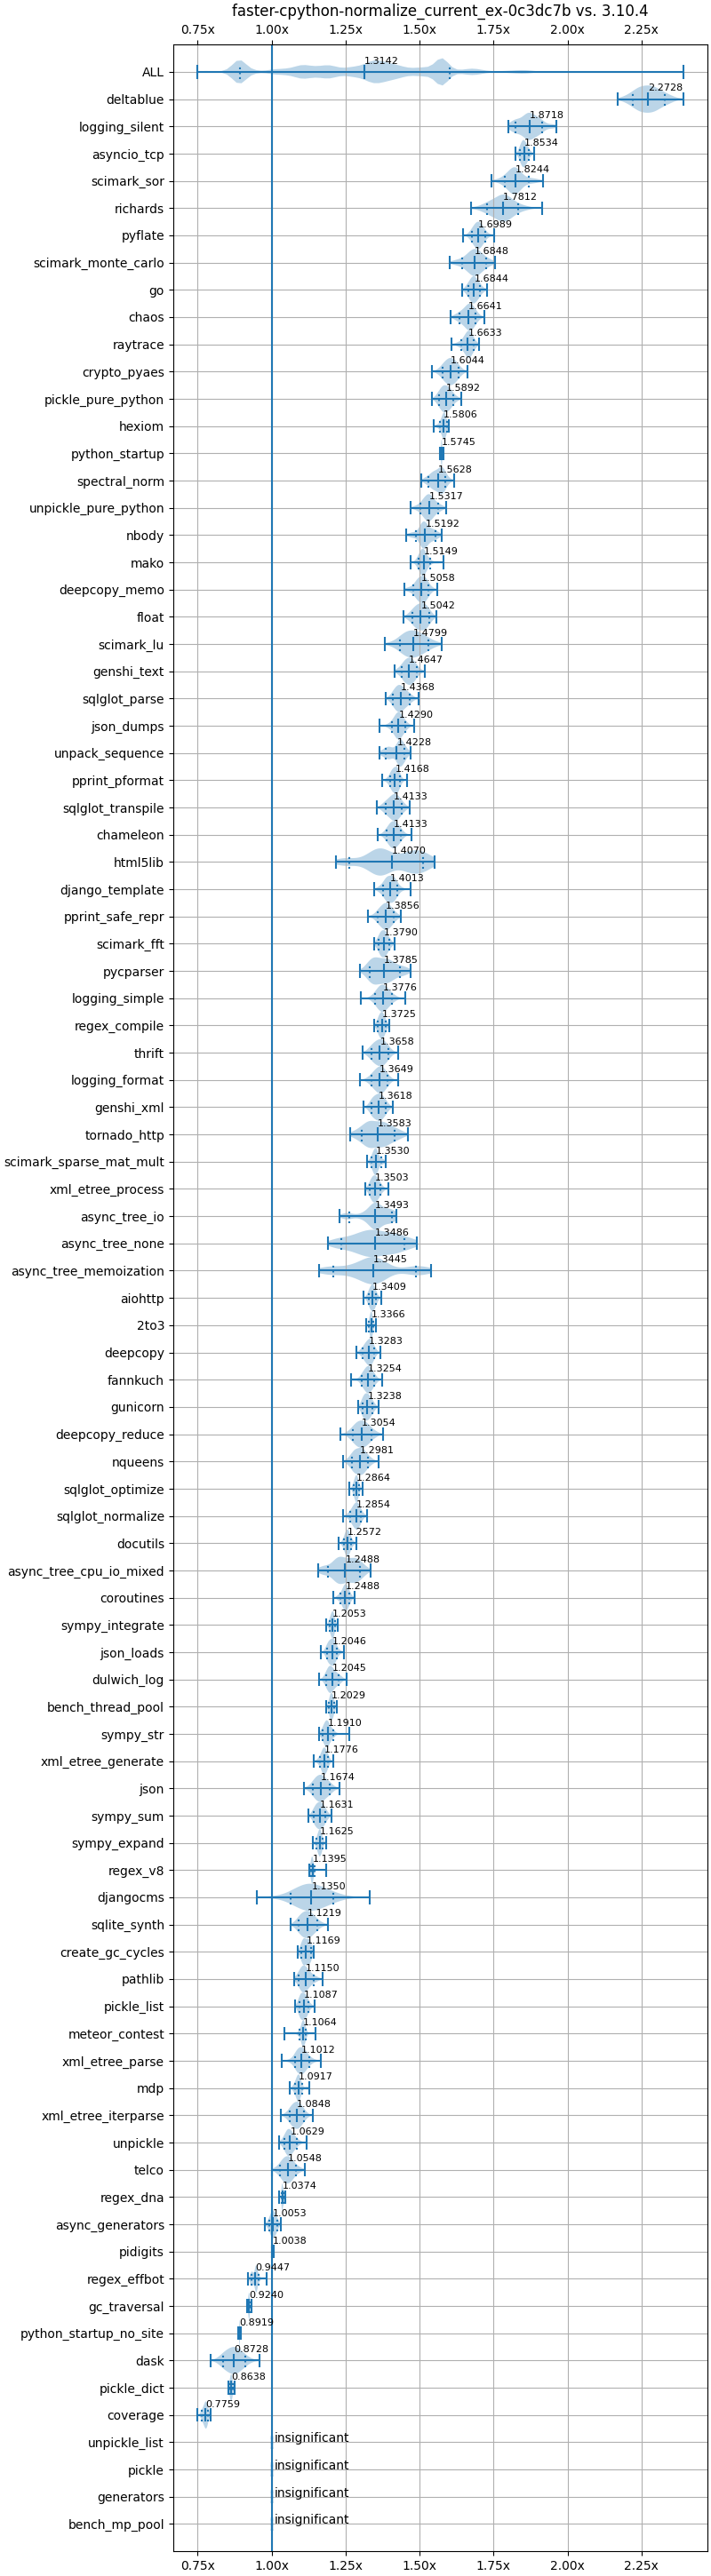 faster-cpython-normalize_current_ex-0c3dc7b vs. 3.10.4
0.75x 1.00x 1.25x 1.50x 1.75x 2.00x 2.25x
ALL 1.3142
deltablue 2.2728
logging_silent 1.8718
asyncio_tcp 1.8534
scimark_sor 1.8244
richards 1.7812
pyflate 1.6989
scimark_monte_carlo 1.6848
go 1.6844
chaos 1.6641
raytrace 1.6633
crypto_pyaes 1.6044
pickle_pure_python 1.5892
hexiom 1.5806
python_startup 1.5745
spectral_norm 1.5628
unpickle_pure_python 1.5317
nbody 1.5192
mako 1.5149
deepcopy_memo 1.5058
float 1.5042
scimark_lu 1.4799
genshi_text 1.4647
sqlglot_parse 1.4368
json_dumps 1.4290
unpack_sequence 1.4228
pprint_pformat 1.4168
sqlglot_transpile 1.4133
chameleon 1.4133
html5lib 1.4070
django_template 1.4013
pprint_safe_repr 1.3856
scimark_fft 1.3790
pycparser 1.3785
logging_simple 1.3776
regex_compile 1.3725
thrift 1.3658
logging_format 1.3649
genshi_xml 1.3618
tornado_http 1.3583
scimark_sparse_mat_mult 1.3530
xml_etree_process 1.3503
async_tree_io 1.3493
async_tree_none 1.3486
async_tree_memoization 1.3445
aiohttp 1.3409
2to3 1.3366
deepcopy 1.3283
fannkuch 1.3254
gunicorn 1.3238
deepcopy_reduce 1.3054
nqueens 1.2981
sqlglot_optimize 1.2864
sqlglot_normalize 1.2854
docutils 1.2572
async_tree_cpu_io_mixed 1.2488
coroutines 1.2488
sympy_integrate 1.2053
json_loads 1.2046
dulwich_log 1.2045
bench_thread_pool 1.2029
sympy_str 1.1910
xml_etree_generate 1.1776
json 1.1674
sympy_sum 1.1631
sympy_expand 1.1625
regex_v8 1.1395
djangocms 1.1350
sqlite_synth 1.1219
create_gc_cycles 1.1169
pathlib 1.1150
pickle_list 1.1087
meteor_contest 1.1064
xml_etree_parse 1.1012
mdp 1.0917
xml_etree_iterparse 1.0848
unpickle 1.0629
telco 1.0548
regex_dna 1.0374
async_generators 1.0053
pidigits 1.0038
regex_effbot 0.9447
gc_traversal 0.9240
python_startup_no_site 0.8919
dask 0.8728
pickle_dict 0.8638
coverage 0.7759
unpickle_list insignificant
pickle insignificant
generators insignificant
bench_mp_pool insignificant
0.75x 1.00x 1.25x 1.50x 1.75x 2.00x 2.25x